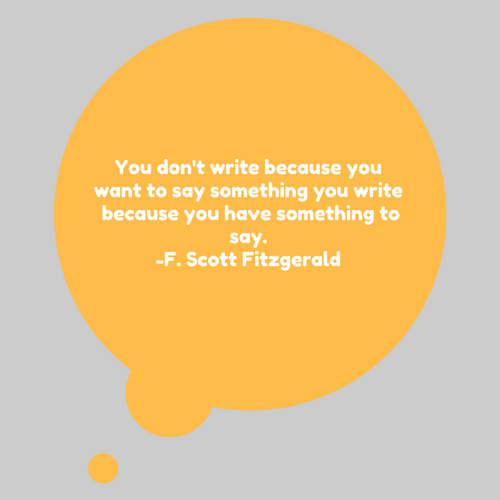 You don't write because you
want to say something you write
because you have something to
say.
-F. Scott Fitzgerald